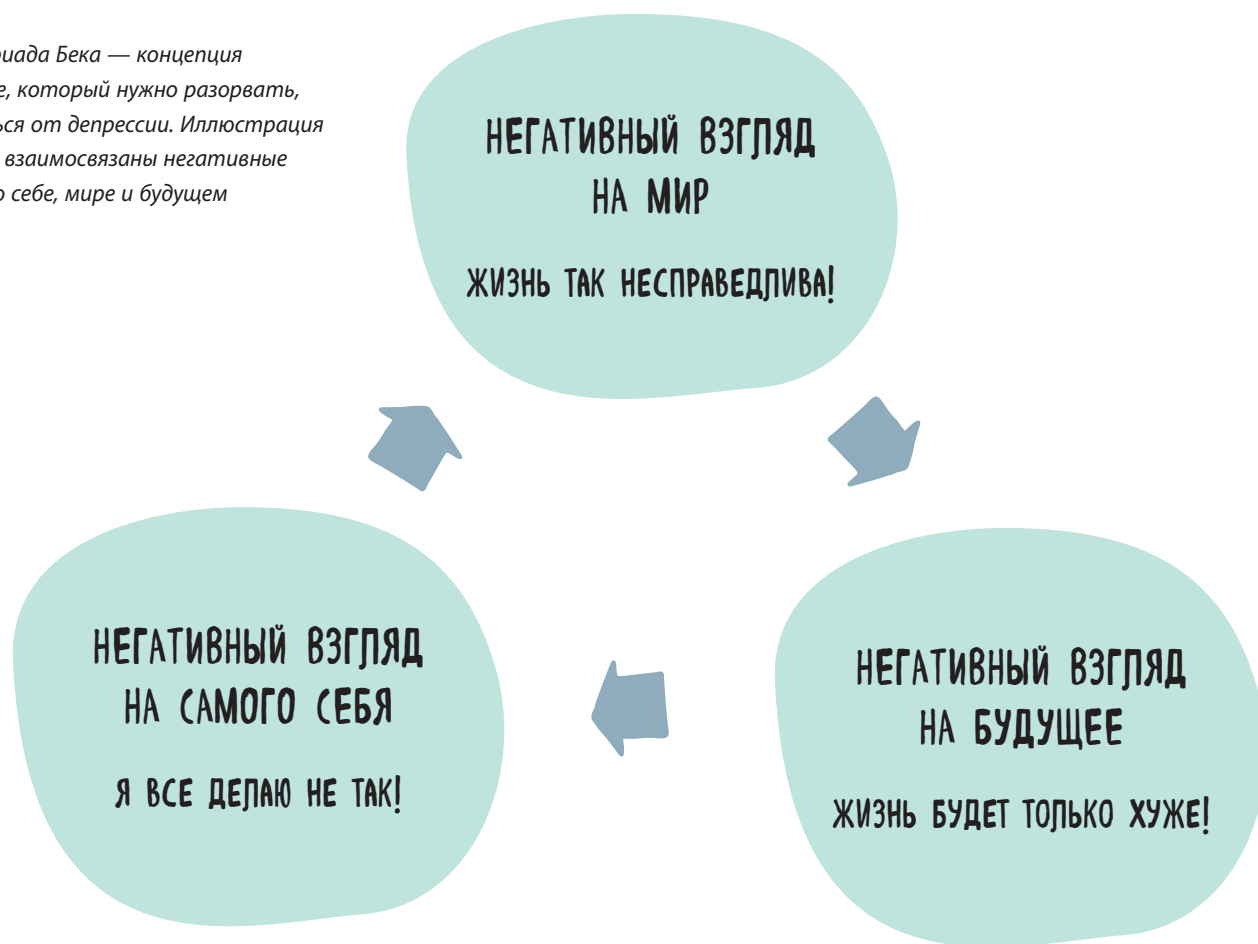 риада Бека — концепция
е, который нужно разорвать,
ься от депрессии. Иллюстрация
взаимосвязаны негативные
о себе, мире и будущем
НЕГАТИВНЫЙ ВЗГЛЯД
НА МИР
ЖИЗНЬ ТАК НЕСПРАВЕДЛИВА!
НЕГАТИВНЫЙ ВЗГЛЯД
НА САМОГО СЕБЯ
Я ВСЕ ДЕЛАЮ НЕ ТАК!
НЕГАТИВНЫЙ ВЗГЛЯД
НА БУДУЩЕЕ
ЖИЗНЬ БУДЕТ ТОЛЬКО ХУЖЕ!